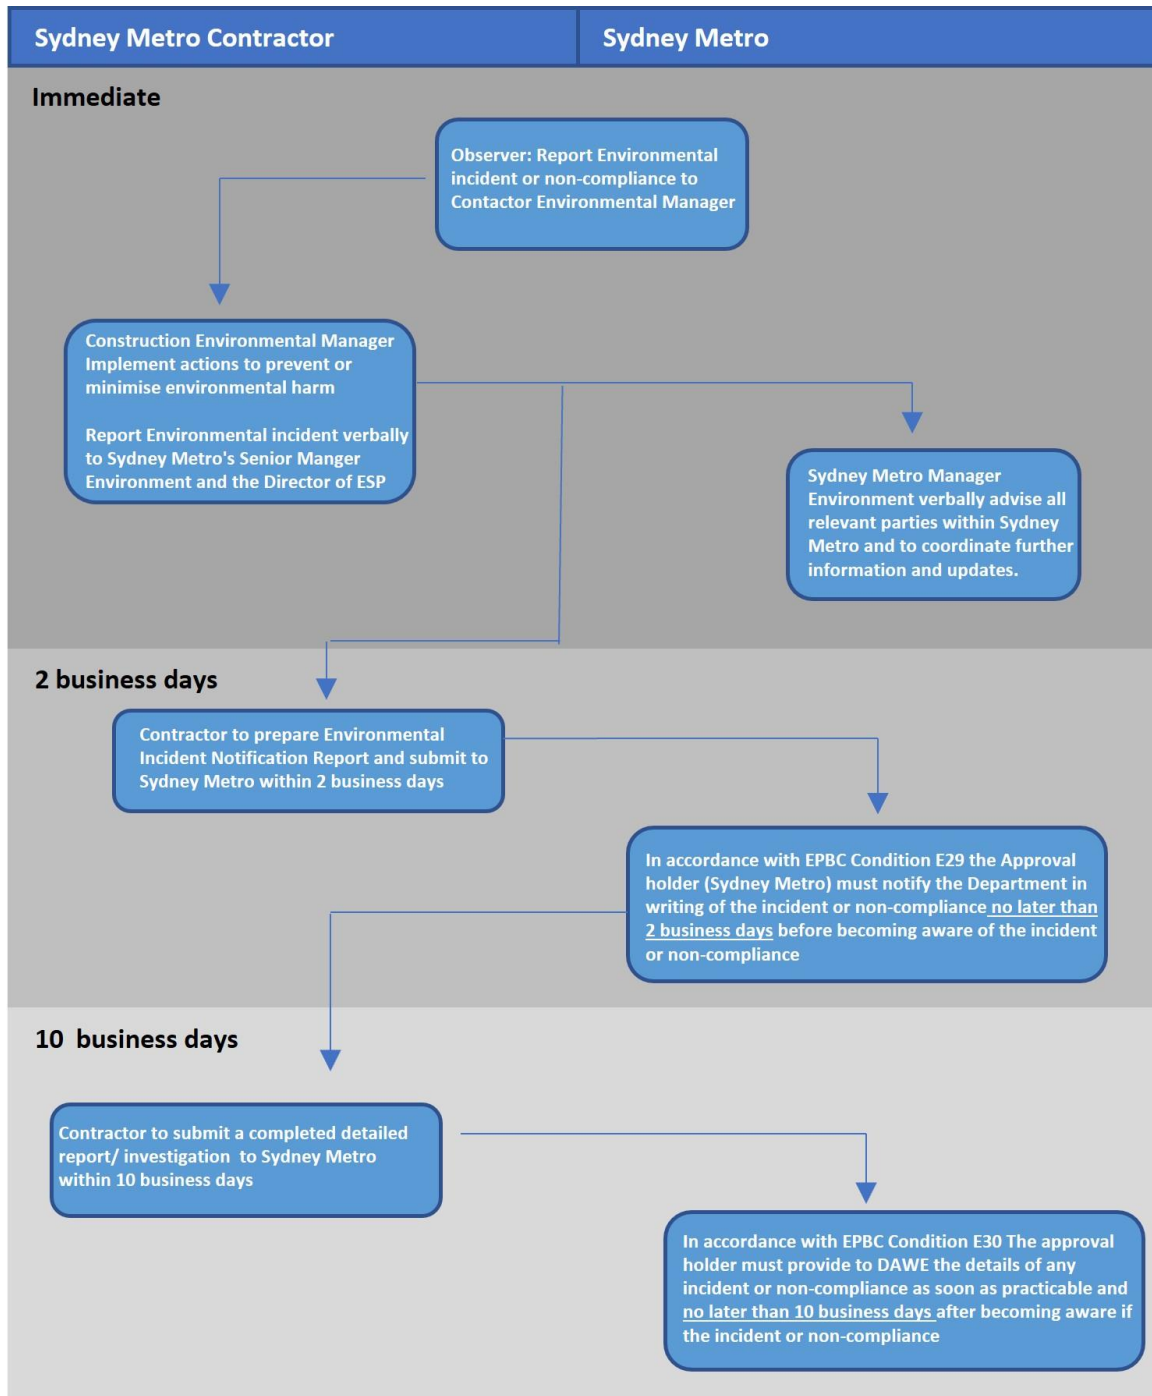 Sydney Metro Contractor
Sydney Metro
Immediate
Observer: Report Environmental
incident or non-compliance to
Contactor Environmental Manager
Construction Environmental Manager
Implement actions to prevent or
minimise environmental harm
Report Environmental incident verbally
to Sydney Metro's Senior Manger
Environment and the Director of ESP
Sydney Metro Manager
Environment verbally advise all
relevant parties within Sydney
Metro and to coordinate further
information and updates.
2 business days
Contractor to prepare Environmental
Incident Notification Report and submit to
Sydney Metro within 2 business days
In accordance with EPBC Condition E29 the Approval
holder (Sydney Metro) must notify the Department in
writing of the incident or non-compliance no later than
2 business days before becoming aware of the incident
or non-compliance
10 business days
Contractor to submit a completed detailed
report/ investigation to Sydney Metro
within 10 business days
In accordance with EPBC Condition E30 The approval
holder must provide to DAWE the details of any
incident or non-compliance as soon as practicable and
no later than 10 business days after becoming aware if
the incident or non-compliance